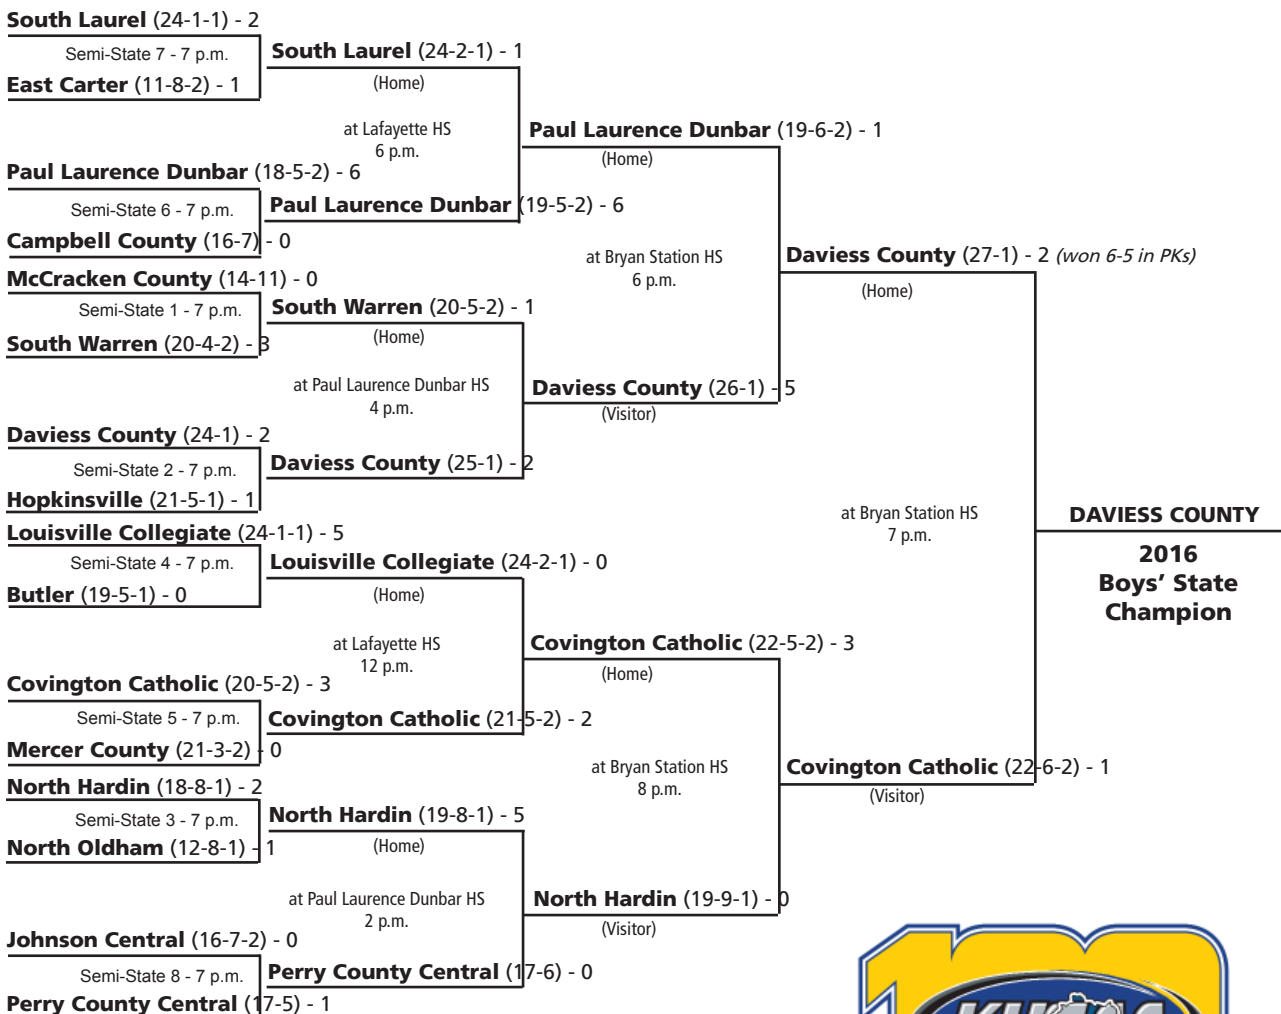 South Laurel (24-1-1) - 2
Semi-State 7 - 7 p.m.
East Carter (11-8-2) - 1
South Laurel (24-2-1) - 1
(Home)
at Lafayette HS
6 p.m.
Paul Laurence Dunbar (18-5-2) - 6
Semi-State 6 - 7 p.m.
Campbell County (16-7) - 0
Paul Laurence Dunbar (19-5-2) - 6
Paul Laurence Dunbar (19-6-2) - 1
(Home)
McCracken County (14-11) - 0
Semi-State 1 - 7 p.m.
South Warren (20-4-2) - 3
South Warren (20-5-2) - 1
(Home)
at Paul Laurence Dunbar HS
4 p.m.
Daviess County (24-1) - 2
Semi-State 2 - 7 p.m.
Hopkinsville (21-5-1) - 1
Daviess County (25-1) - 2
Daviess County (26-1) - 5
(Visitor)
at Bryan Station HS
6 p.m.
Daviess County (27-1) - 2 (won 6-5 in PKs)
(Home)
Louisville Collegiate (24-1-1) - 5
Semi-State 4 - 7 p.m.
Butler (19-5-1) - 0
Louisville Collegiate (24-2-1) - 0
(Home)
at Lafayette HS
12 p.m.
Covington Catholic (20-5-2) - 3
Semi-State 5 - 7 p.m.
Mercer County (21-3-2) - 0
Covington Catholic (21-5-2) - 2
Covington Catholic (22-5-2) - 3
(Home)
North Hardin (18-8-1) - 2
Semi-State 3 - 7 p.m.
North Oldham (12-8-1) - 1
North Hardin (19-8-1) - 5
(Home)
at Paul Laurence Dunbar HS
2 p.m.
Johnson Central (16-7-2) - 0
Semi-State 8 - 7 p.m.
Perry County Central (17-5) - 1
Perry County Central (17-6) - 0
North Hardin (19-9-1) - 0
(Visitor)
at Bryan Station HS
8 p.m.
Covington Catholic (22-6-2) - 1
(Visitor)
at Bryan Station HS
7 p.m.
DAVIESS COUNTY
2016
Boys' State
Champion
100
KHSAA